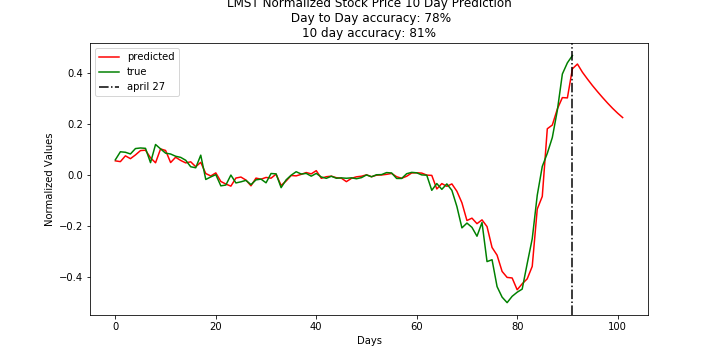 LMST Normalized Stock Price 10 Day Prediction
Day to Day accuracy: 78%
10 day accuracy: 81%
predicted
true
april 27
Normalized Values
0.4
0.2
0.0
−0.2
−0.4
0 20 40 60 80 100
Days